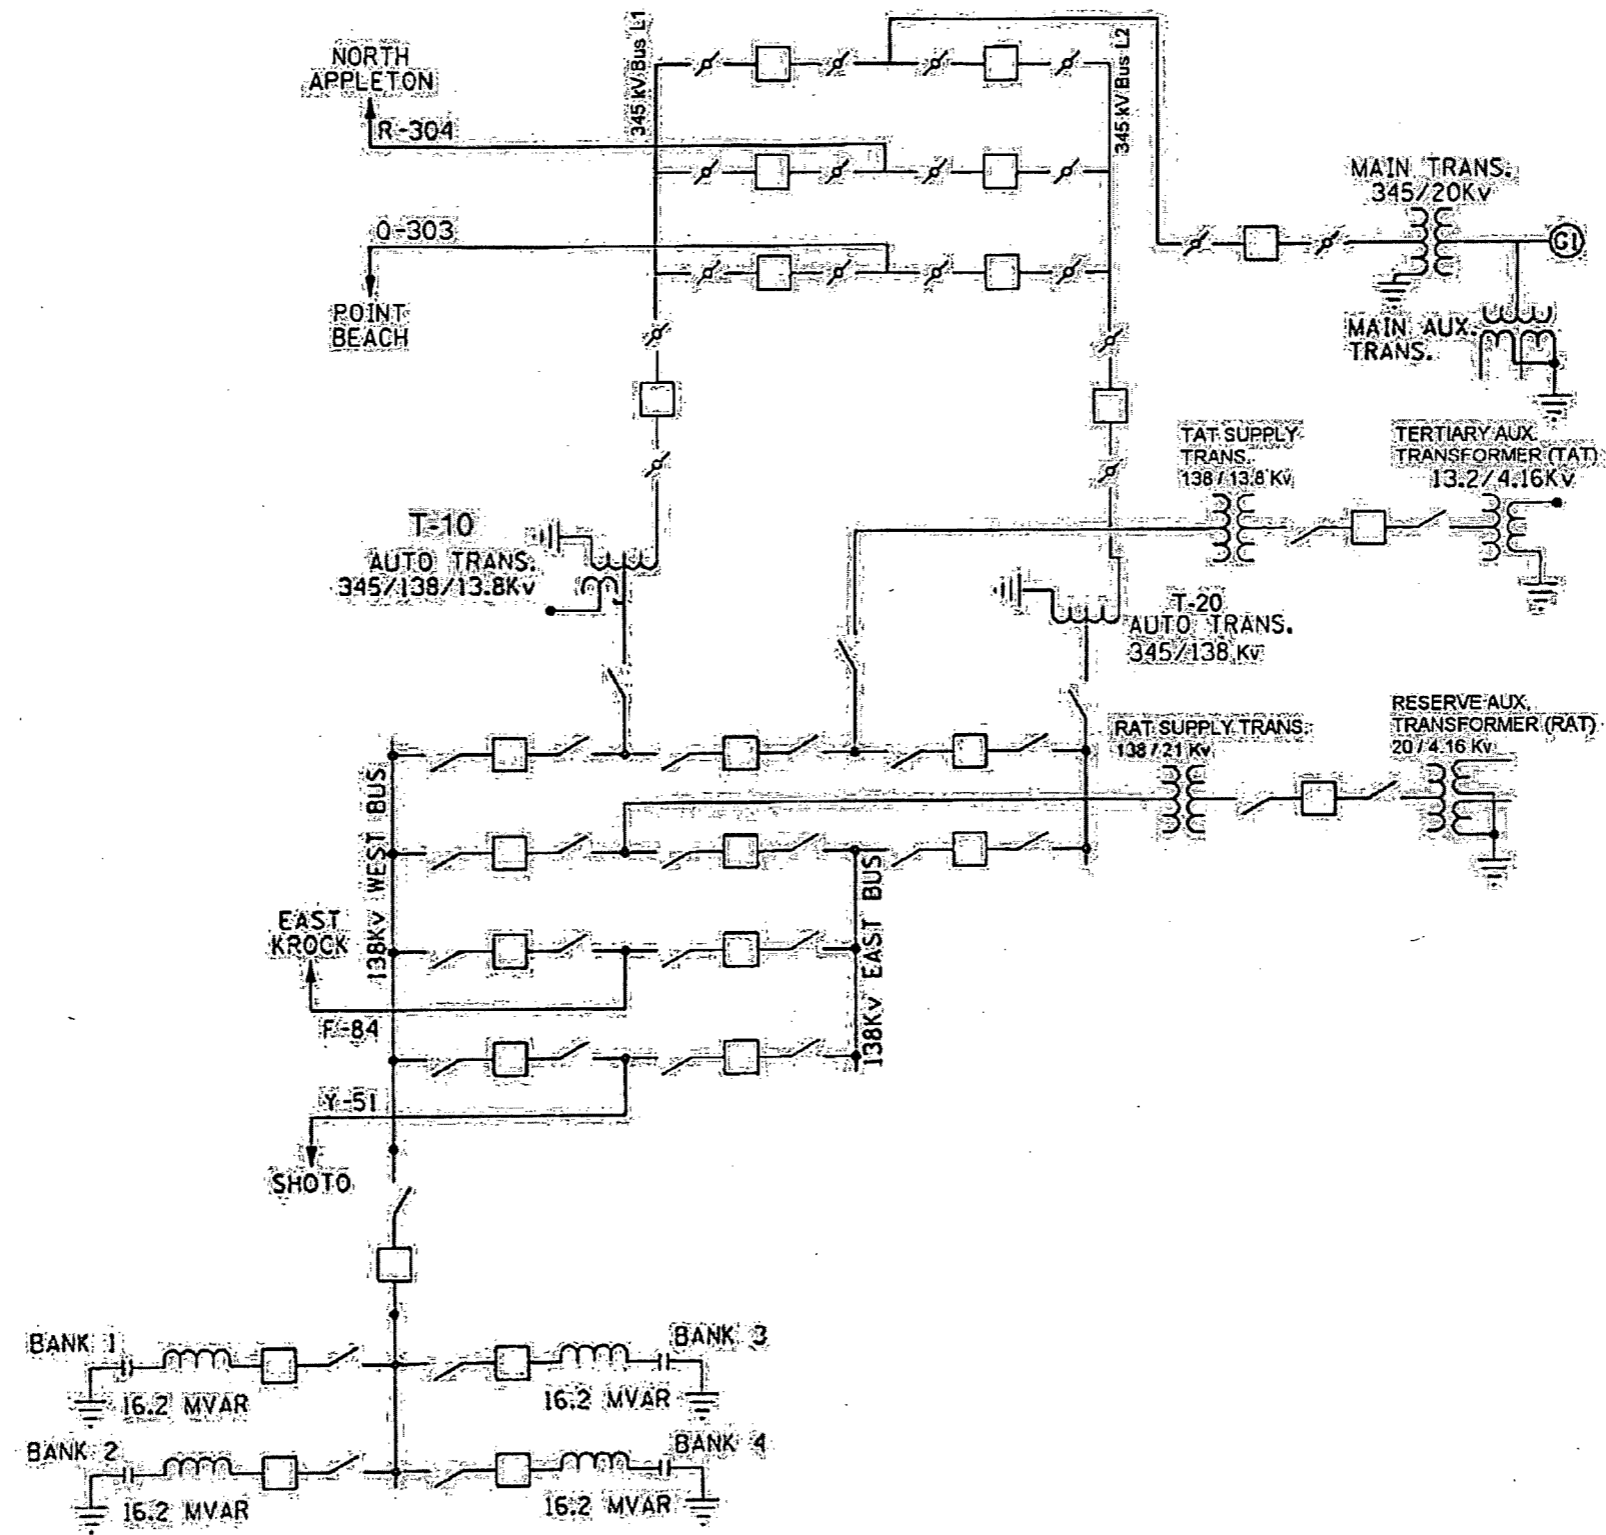 NORTH
APPLETON
R-304
345 kV Bus L1
345 kV Bus L2
MAIN TRANS.
345/20Kv
G1
Q-303
POINT
BEACH
MAIN AUX.
TRANS.
TAT SUPPLY
TRANS.
138 / 13.8 Kv
TERTIARY AUX.
TRANSFORMER (TAT)
13.2/4.16Kv
T-10
AUTO TRANS.
345/138/13.8Kv
T-20
AUTO TRANS.
345/138 Kv
RAT SUPPLY TRANS.
138 / 21 Kv
RESERVE AUX.
TRANSFORMER (RAT)
20 / 4.16 Kv
138Kv WEST BUS
138Kv EAST BUS
EAST
KROCK
F-84
Y-51
SHOTO
BANK 1
16.2 MVAR
BANK 3
16.2 MVAR
BANK 2
16.2 MVAR
BANK 4
16.2 MVAR